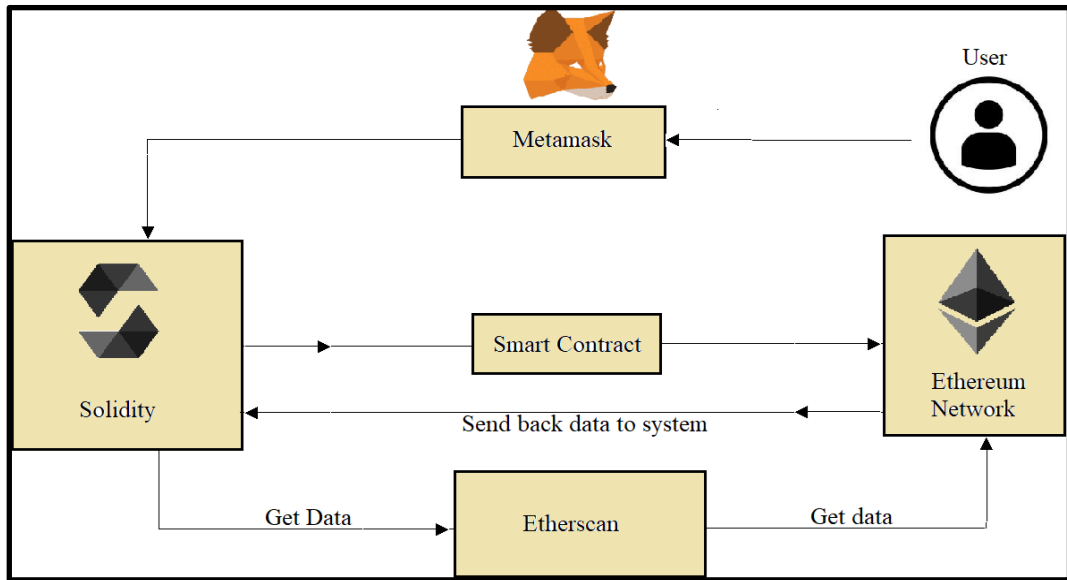 User
Metamask
Smart Contract
Solidity
Ethereum
Network
Send back data to system
Get Data
Etherscan
Get data